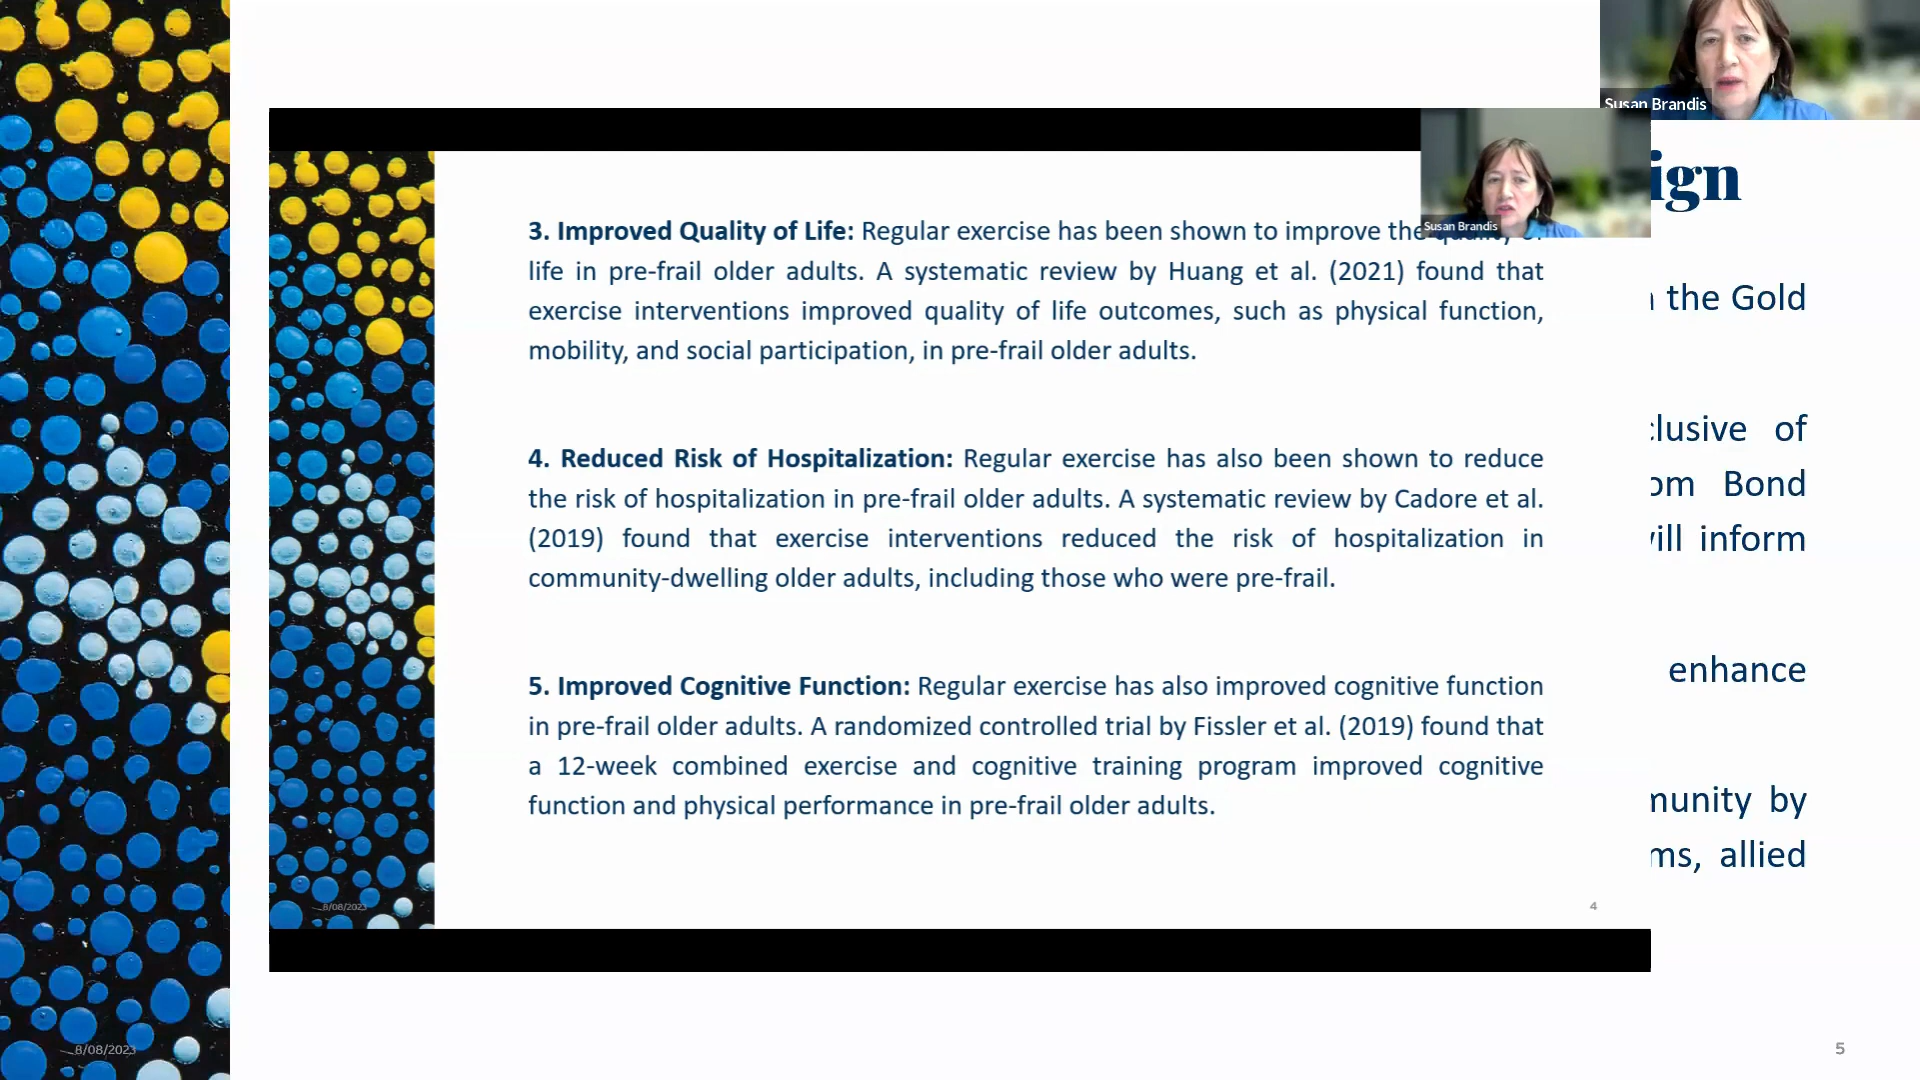 Susan Brandis
Susan Brandis
3. Improved Quality of Life: Regular exercise has been shown to improve the quality of
life in pre-frail older adults. A systematic review by Huang et al. (2021) found that
exercise interventions improved quality of life outcomes, such as physical function,
mobility, and social participation, in pre-frail older adults.
4. Reduced Risk of Hospitalization: Regular exercise has also been shown to reduce
the risk of hospitalization in pre-frail older adults. A systematic review by Cadore et al.
(2019) found that exercise interventions reduced the risk of hospitalization in
community-dwelling older adults, including those who were pre-frail.
5. Improved Cognitive Function: Regular exercise has also improved cognitive function
in pre-frail older adults. A randomized controlled trial by Fissler et al. (2019) found that
a 12-week combined exercise and cognitive training program improved cognitive
function and physical performance in pre-frail older adults.
8/08/2023
4
ign
the Gold
clusive of
om Bond
ill inform
enhance
munity by
ms, allied
8/08/2023
5